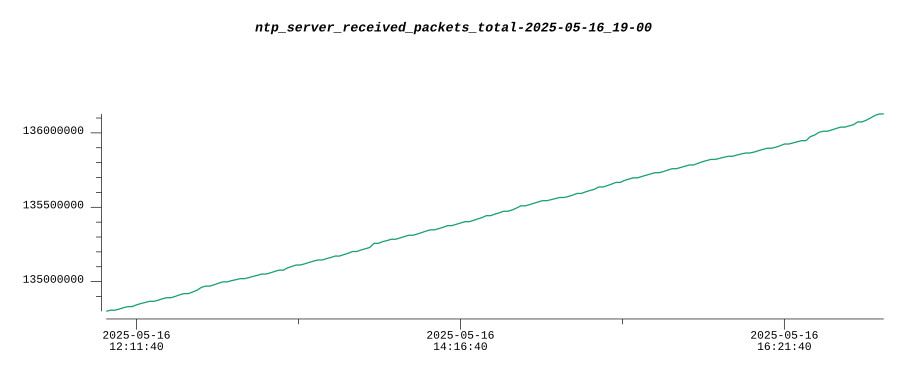 ntp_server_received_packets_total-2025-05-16_19-00
136000000
135500000
135000000
2025-05-16 2025-05-16 2025-05-16
12:11:40 14:16:40 16:21:40